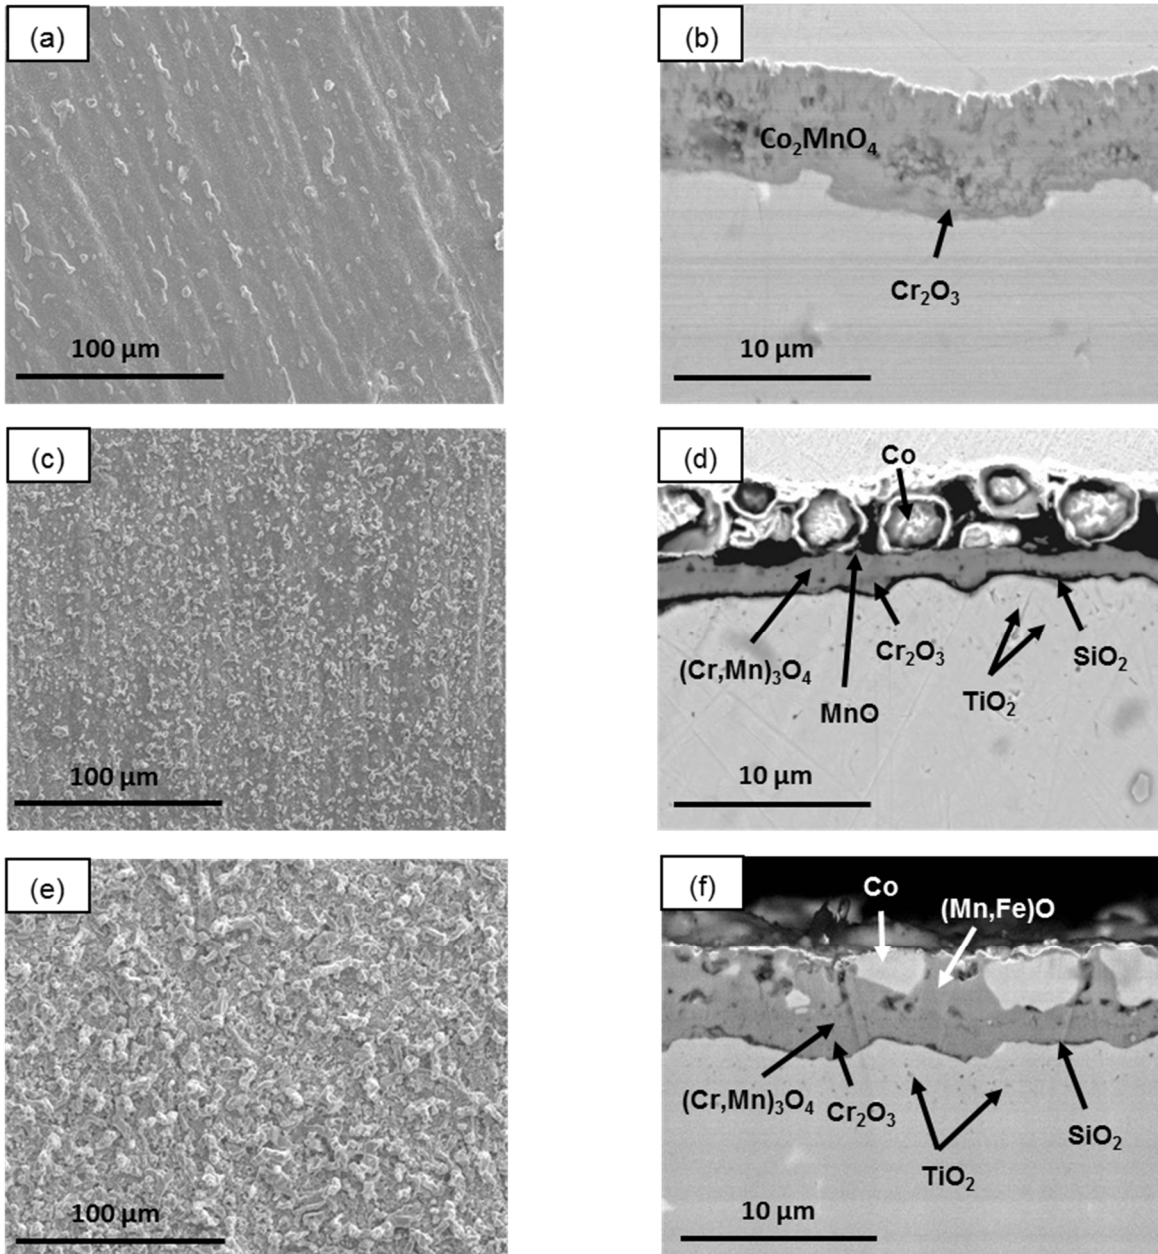 (a)
100 µm
(b)
Co₂MnO₄
Cr₂O₃
10 µm
(c)
100 µm
(d)
Co
(Cr,Mn)₃O₄
MnO
Cr₂O₃
TiO₂
SiO₂
10 µm
(e)
100 µm
(f)
Co
(Mn,Fe)O
(Cr,Mn)₃O₄
Cr₂O₃
TiO₂
SiO₂
10 µm